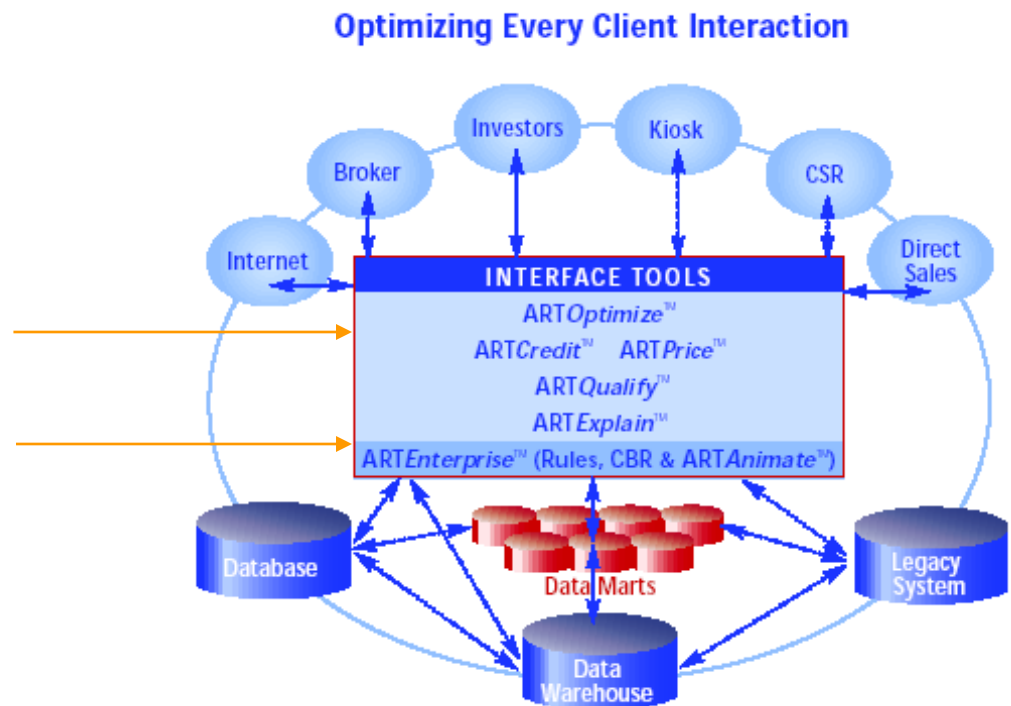 Optimizing Every Client Interaction
Investors
Kiosk
Broker
CSR
Internet
Direct
Sales
INTERFACE TOOLS
ARTOptimize™
ARTCredit™ ARTPrice™
ARTQualify™
ARTExplain™
ARTEnterprise™ (Rules, CBR & ARTAnimate™)
Database
Data Marts
Legacy
System
Data
Warehouse